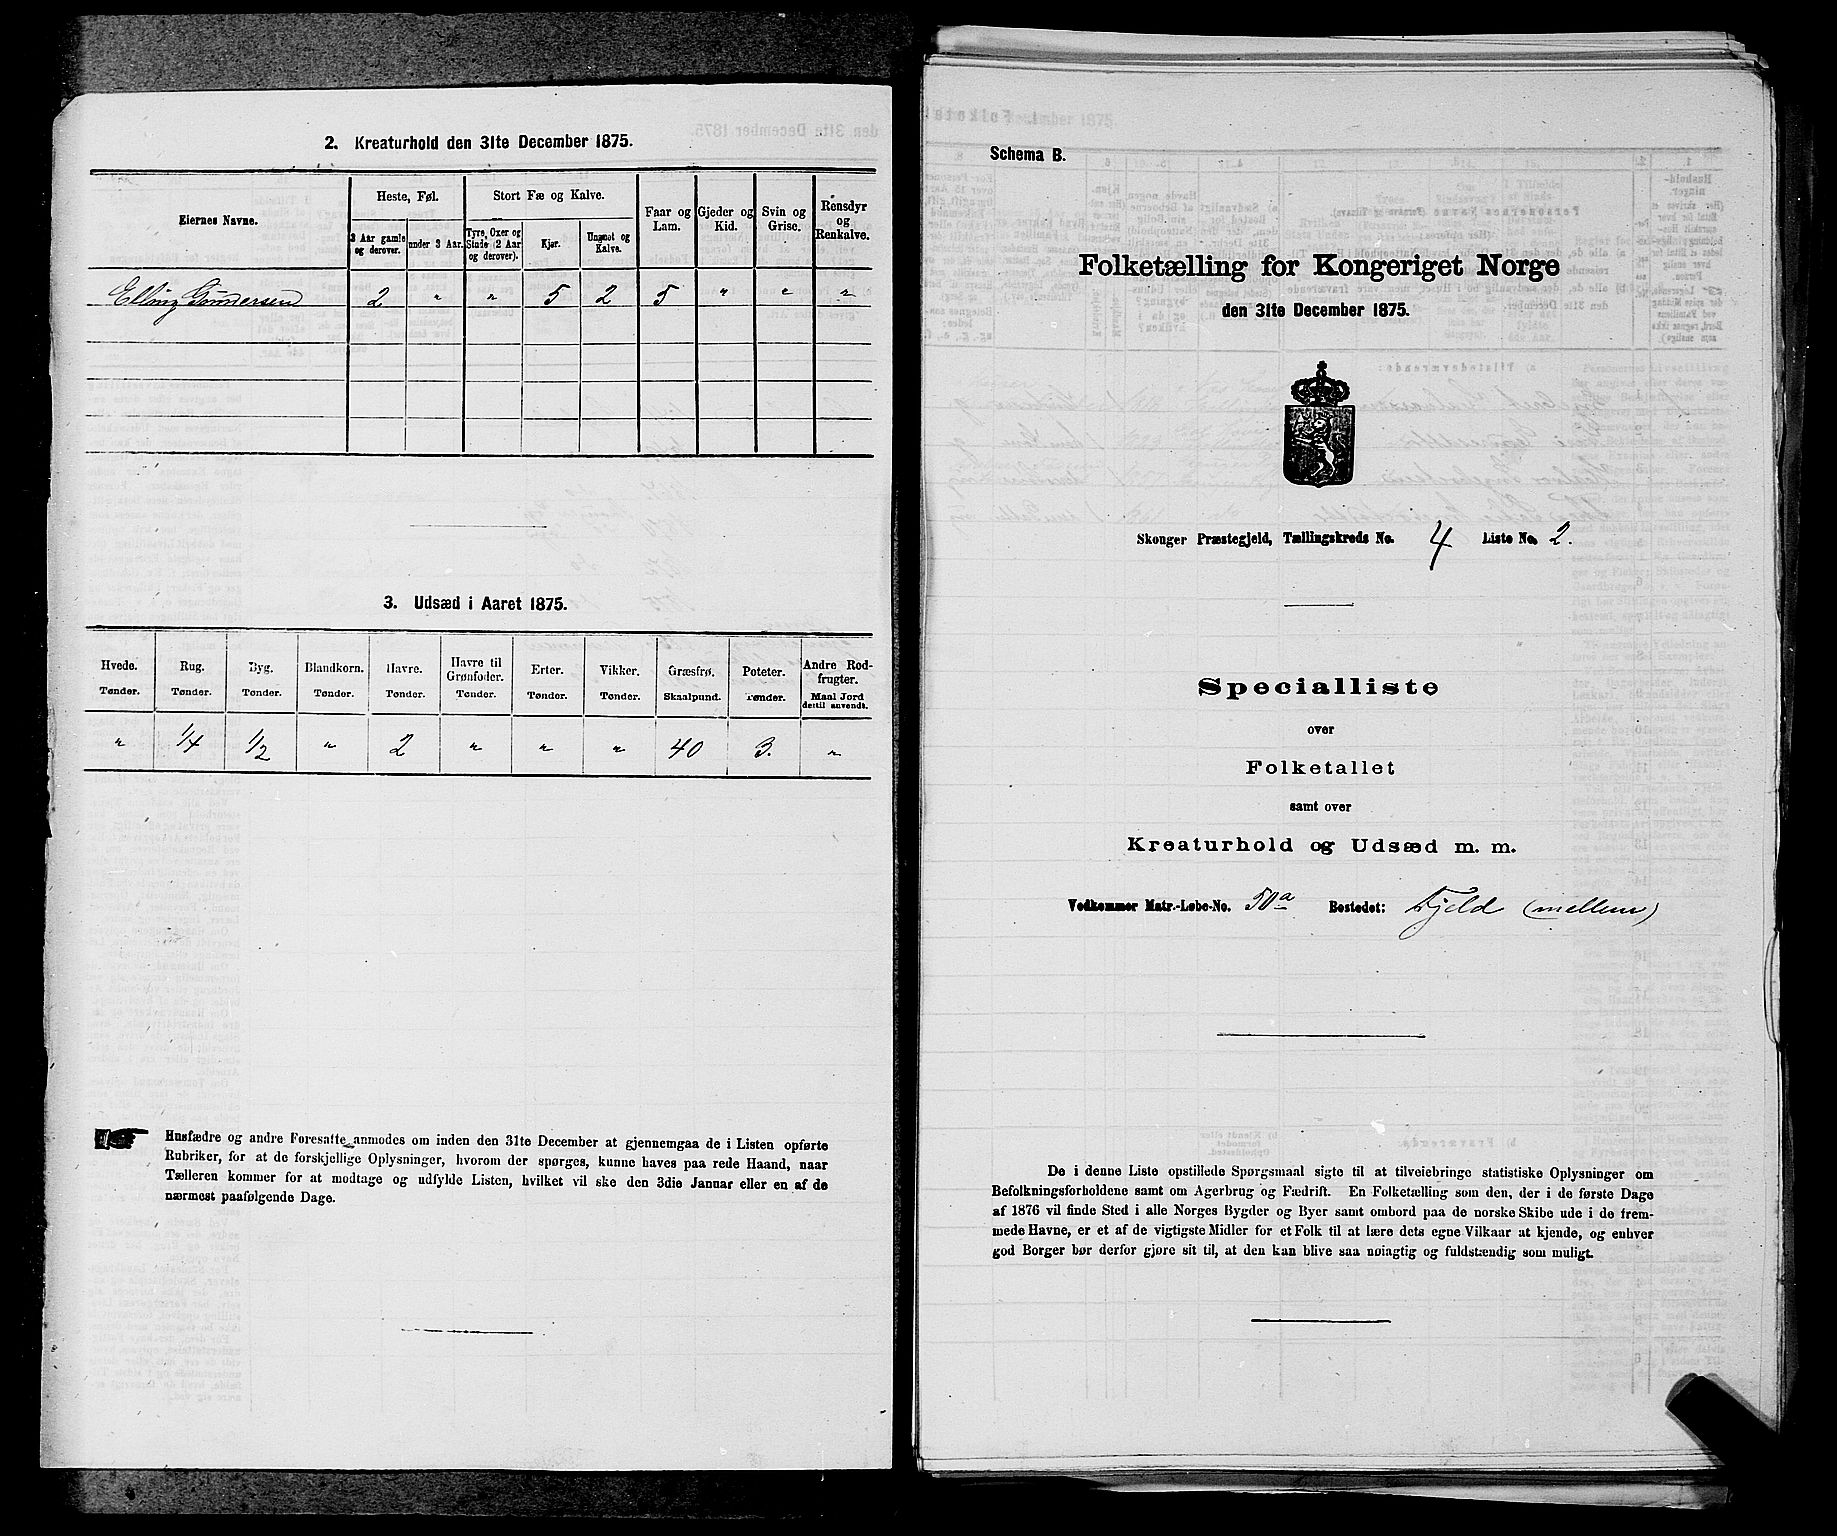 2. Kreaturhold den 31te December 1875.
Eiernes Navne.
Heste, Føl.
Stort Fæ og Kalve.
Faar og Lam.
Gjeder og Kid.
Svin og Grise.
Rensdyr og Renkalve.
3 Aar gamle og derover.
under 3 Aar.
Tyre, Oxer og Stude (2 Aar og derover).
Kjør.
Ungnøt og Kalve.
Elling Gundersen 2 " " 5 2 5 " " "
3. Udsæd i Aaret 1875.
Hvede. Rug. Byg. Blandkorn. Havre. Havre til Grønfoder. Erter. Vikker. Græsfrø. Poteter. Andre Rodfrugter.
Tønder. Tønder. Tønder. Tønder. Tønder. Tønder. Tønder. Tønder. Skaalpund. Tønder. Maal Jord dertil anvendt.
" 1/4 1/2 " 2 " " " 40 3. "
Husfædre og andre Foresatte anmodes om inden den 31te December at gjennemgaa de i Listen opførte
Rubriker, for at de forskjellige Oplysninger, hvorom der spørges, kunne haves paa rede Haand, naar
Tælleren kommer for at modtage og udfylde Listen, hvilket vil ske den 3die Januar eller en af de
nærmest paafølgende Dage.
Schema B.
Folketælling for Kongeriget Norge
den 31te December 1875.
Skonger Præstegjeld, Tællingskreds No. 4 Liste No. 2.
Specialliste
over
Folketallet
samt over
Kreaturhold og Udsæd m. m.
Vedkommer Matr.-Løbe-No. 50a Bostedet: Fjeld (mellem)
De i denne Liste opstillede Spørgsmaal sigte til at tilveiebringe statistiske Oplysninger om
Befolkningsforholdene samt om Agerbrug og Fædrift. En Folketælling som den, der i de første Dage
af 1876 vil finde Sted i alle Norges Bygder og Byer samt ombord paa de norske Skibe ude i de frem-
mede Havne, er et af de vigtigste Midler for et Folk til at lære dets egne Vilkaar at kjende, og enhver
god Borger bør derfor gjøre sit til, at den kan blive saa nøiagtig og fuldstændig som muligt.